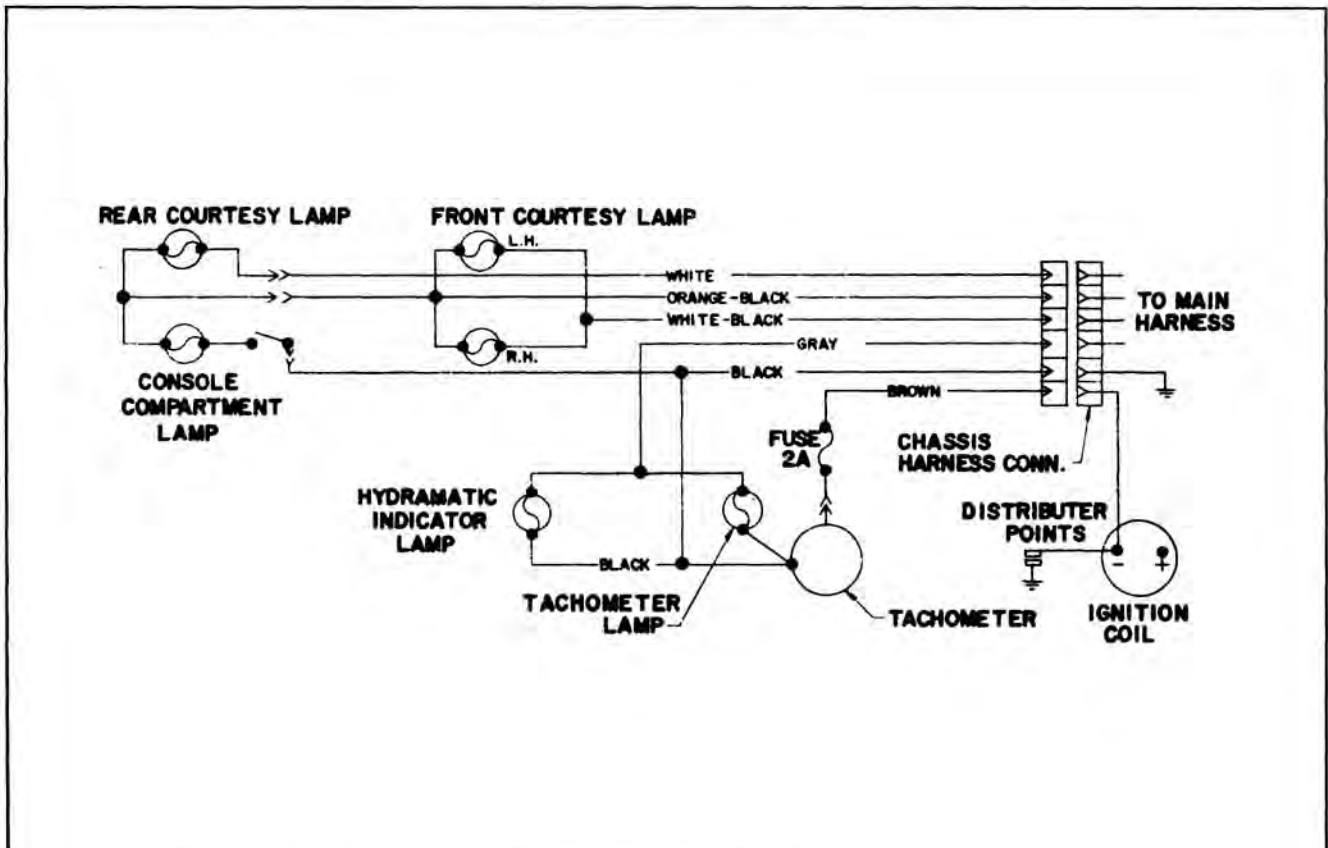 REAR COURTESY LAMP
FRONT COURTESY LAMP
L.H.
WHITE
ORANGE-BLACK
WHITE-BLACK
TO MAIN
HARNESS
R.H.
GRAY
BLACK
CONSOLE
COMPARTMENT
LAMP
BROWN
FUSE
2A
CHASSIS
HARNESS CONN.
HYDRAMATIC
INDICATOR
LAMP
DISTRIBUTER
POINTS
BLACK
- +
TACHOMETER
LAMP
TACHOMETER
IGNITION
COIL